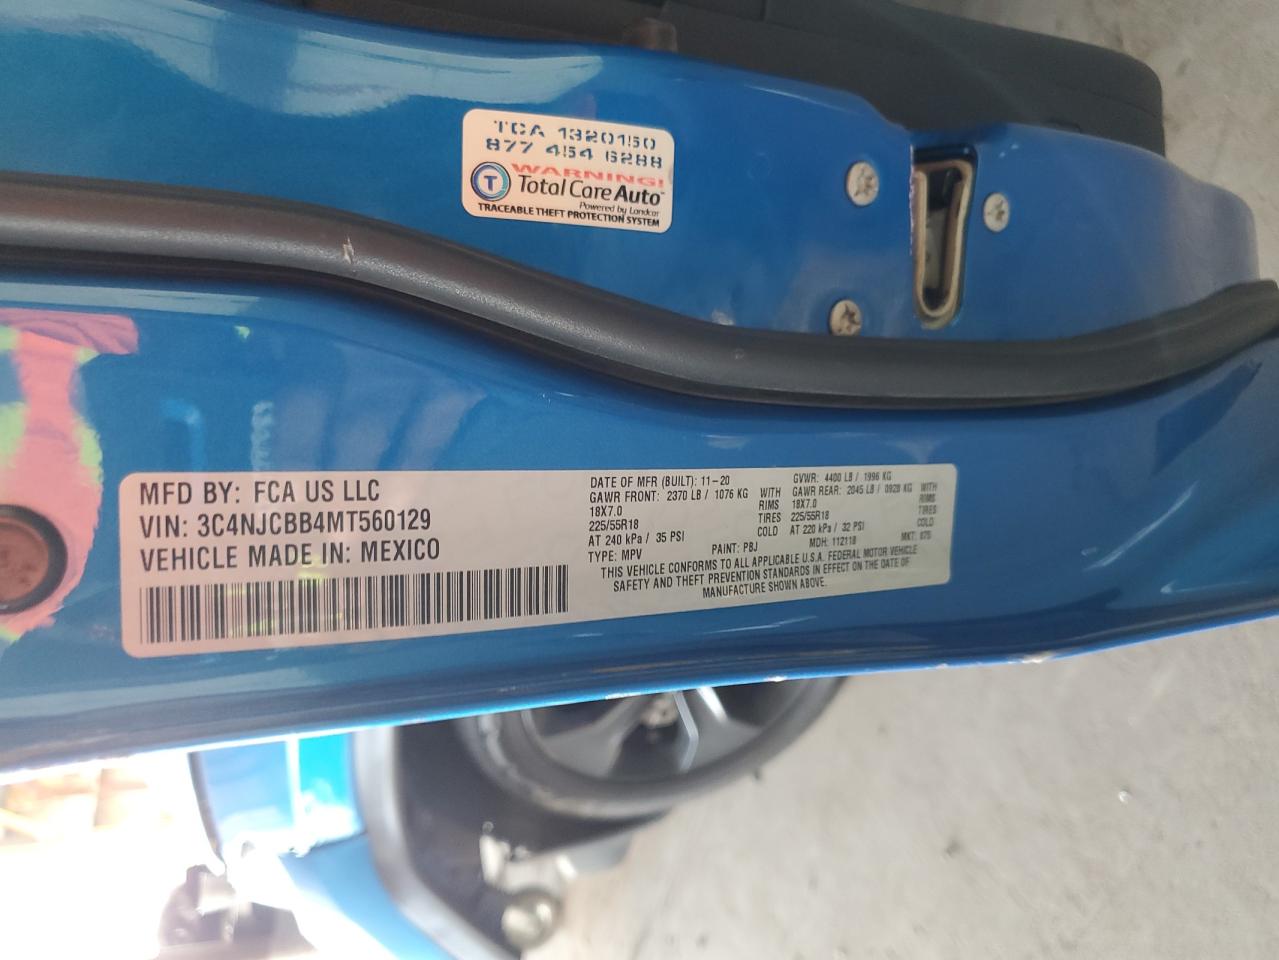 TCA 1320150
877 454 6288
WARNING!
T Total Care Auto™
Powered by Landcar
TRACEABLE THEFT PROTECTION SYSTEM
MFD BY: FCA US LLC
VIN: 3C4NJCBB4MT560129
VEHICLE MADE IN: MEXICO
DATE OF MFR (BUILT): 11-20
GAWR FRONT: 2370 LB / 1076 KG WITH
18X7.0 RIMS
225/55R18 TIRES
AT 240 kPa / 35 PSI COLD
TYPE: MPV
PAINT: PBJ
GVWR: 4400 LB / 1996 KG
GAWR REAR: 2045 LB / 0928 KG WITH
18X7.0 RIMS
225/55R18 TIRES
AT 220 kPa / 32 PSI COLD
MDH: 112118
MKT: 875
THIS VEHICLE CONFORMS TO ALL APPLICABLE U.S.A. FEDERAL MOTOR VEHICLE
SAFETY AND THEFT PREVENTION STANDARDS IN EFFECT ON THE DATE OF
MANUFACTURE SHOWN ABOVE.